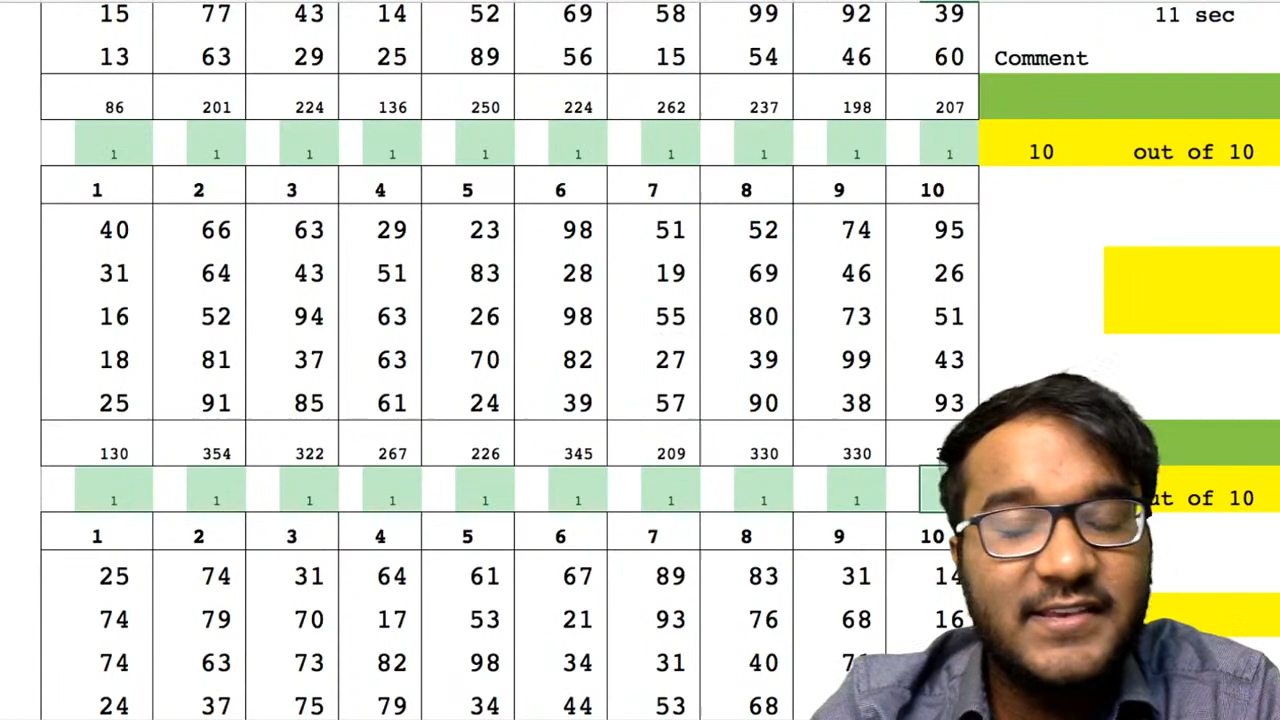 15 77 43 14 52 69 58 99 92 39 11 sec
13 63 29 25 89 56 15 54 46 60 Comment
86 201 224 136 250 224 262 237 198 207
1 1 1 1 1 1 1 1 1 1 10 out of 10
1 2 3 4 5 6 7 8 9 10
40 66 63 29 23 98 51 52 74 95
31 64 43 51 83 28 19 69 46 26
16 52 94 63 26 98 55 80 73 51
18 81 37 63 70 82 27 39 99 43
25 91 85 61 24 39 57 90 38 93
130 354 322 267 226 345 209 330 330
1 1 1 1 1 1 1 1 1 of 10
1 2 3 4 5 6 7 8 9 10
25 74 31 64 61 67 89 83 31 14
74 79 70 17 53 21 93 76 68 16
74 63 73 82 98 34 31 40
24 37 75 79 34 44 53 68